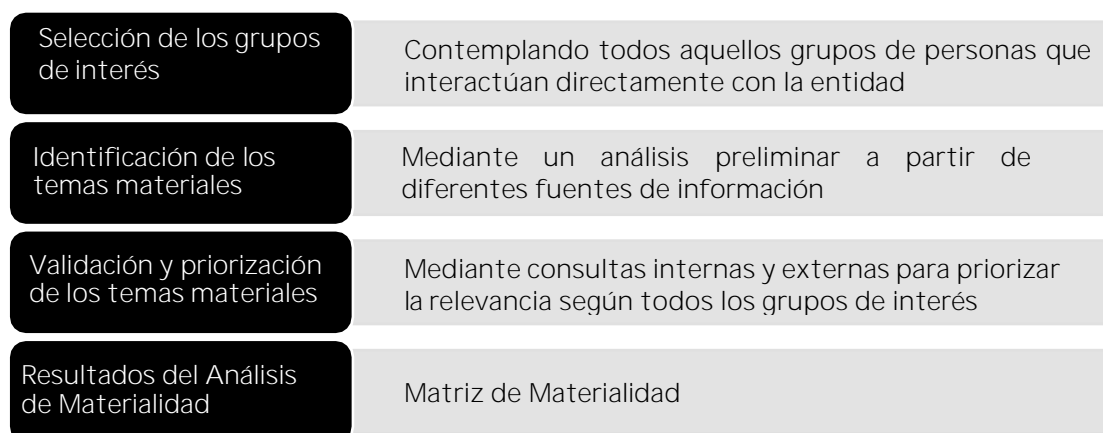 Selección de los grupos
de interés
Contemplando todos aquellos grupos de personas que
interactúan directamente con la entidad
Identificación de los
temas materiales
Mediante un análisis preliminar a partir de
diferentes fuentes de información
Validación y priorización
de los temas materiales
Mediante consultas internas y externas para priorizar
la relevancia según todos los grupos de interés
Resultados del Análisis
de Materialidad
Matriz de Materialidad